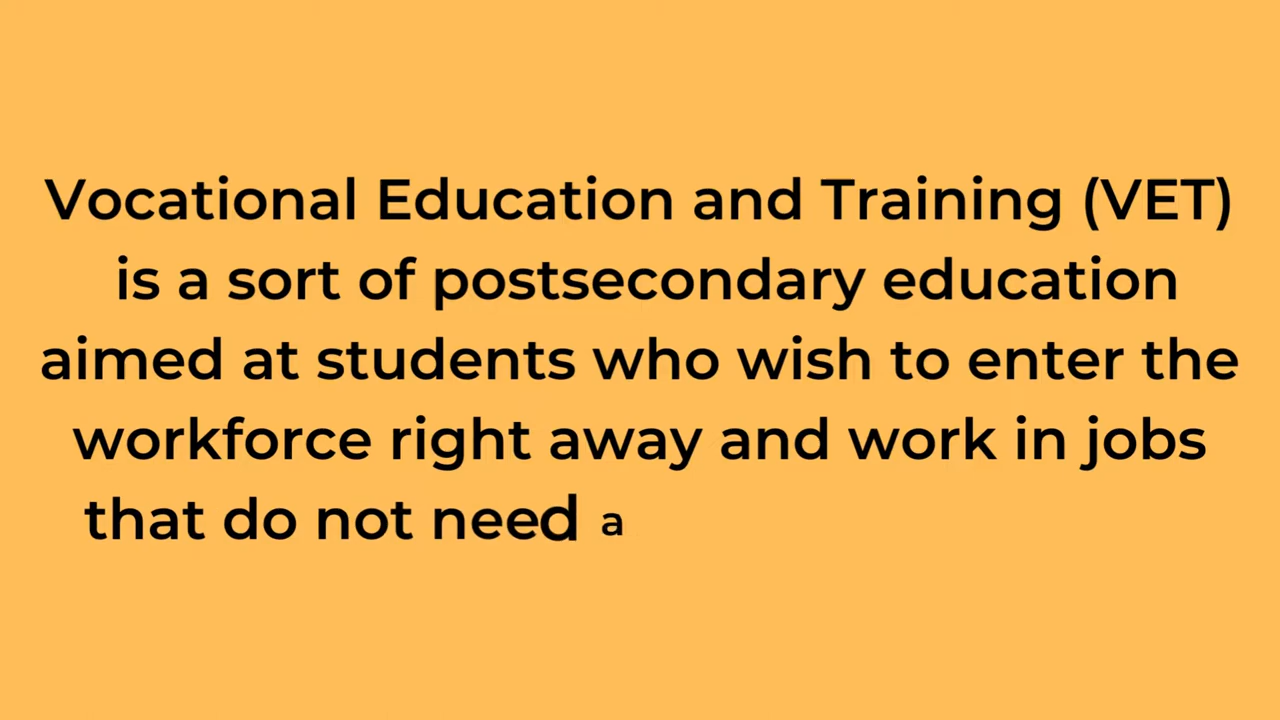 Vocational Education and Training (VET)
is a sort of postsecondary education
aimed at students who wish to enter the
workforce right away and work in jobs
that do not need a